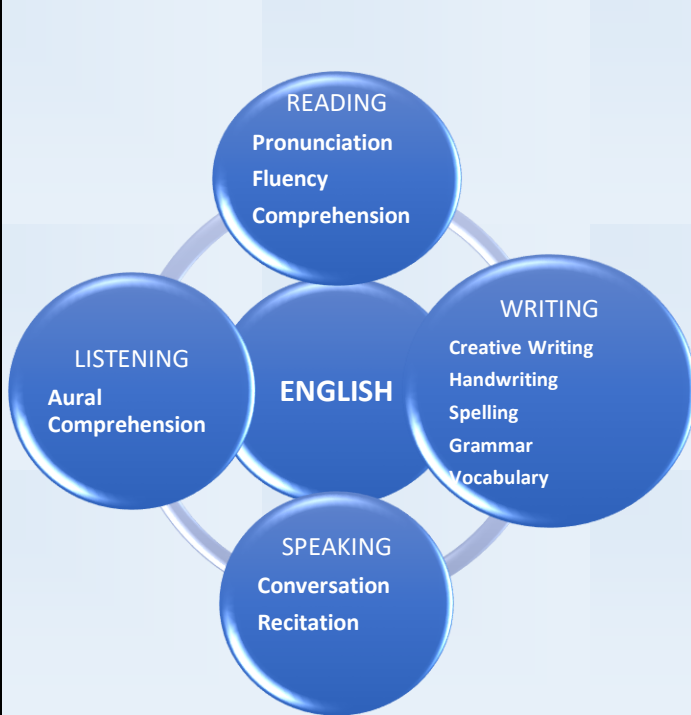 READING
Pronunciation
Fluency
Comprehension
WRITING
Creative Writing
Handwriting
Spelling
Grammar
Vocabulary
LISTENING
Aural
Comprehension
ENGLISH
SPEAKING
Conversation
Recitation